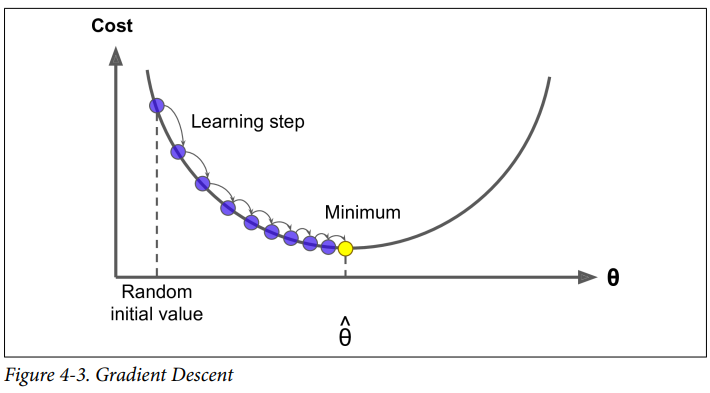 Cost
Learning step
Minimum
θ
Random
initial value
θ̂
Figure 4-3. Gradient Descent